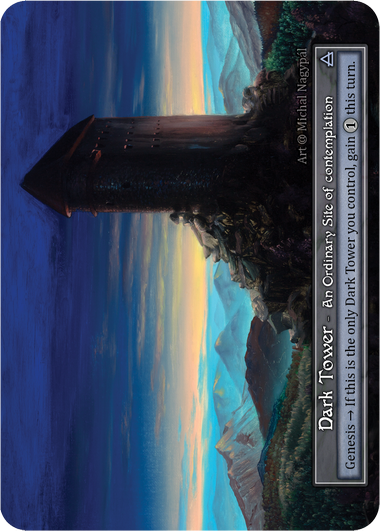 Art @ Michal Nagypál
Dark Tower - An Ordinary Site of contemplation
Genesis → If this is the only Dark Tower you control, gain ① this turn.